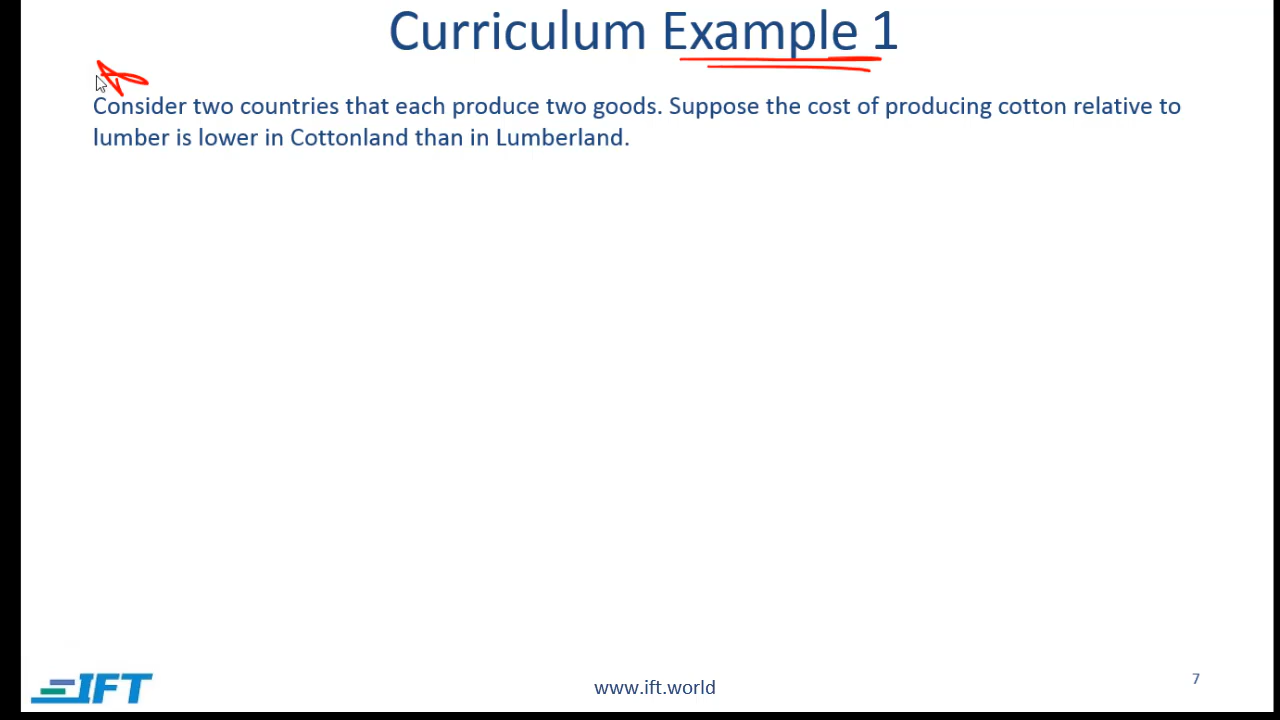 Curriculum Example 1
Consider two countries that each produce two goods. Suppose the cost of producing cotton relative to
lumber is lower in Cottonland than in Lumberland.
IFT
www.ift.world
7